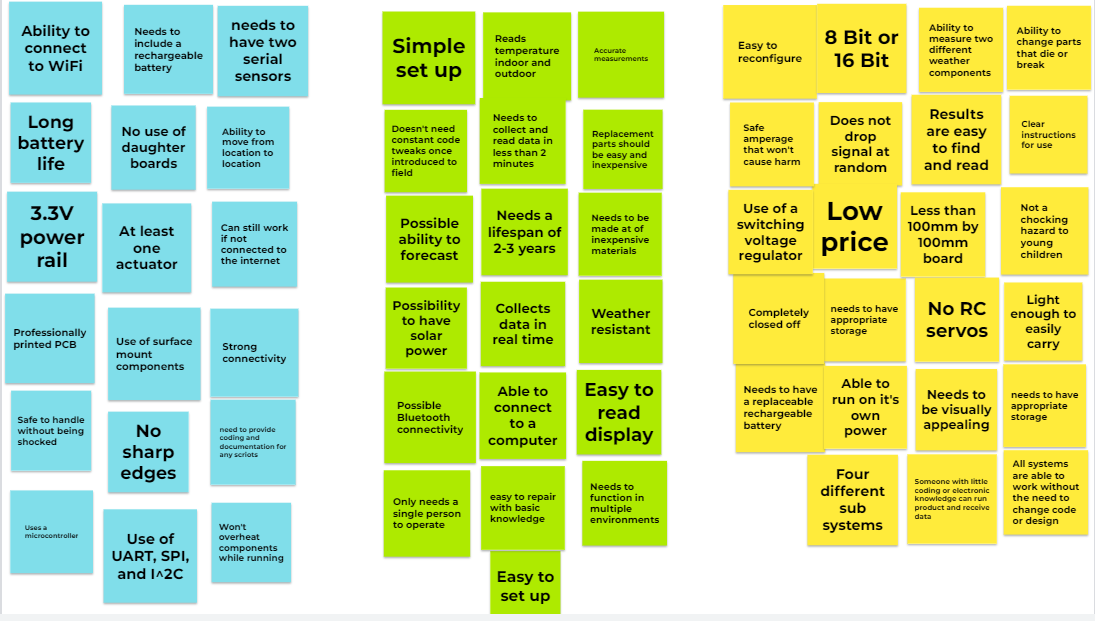 Ability to
connect
to WiFi
Needs to
include a
rechargeable
battery
needs to
have two
serial
sensors
Long
battery
life
No use of
daughter
boards
Ability to
move from
location to
location
3.3V
power
rail
At least
one
actuator
Can still work
if not
connected to
the internet
Professionally
printed PCB
Use of surface
mount
components
Strong
connectivity
Safe to handle
without being
shocked
No
sharp
edges
need to provide
coding and
documentation for
any scriots
Uses a
microcontroller
Use of
UART, SPI,
and I^2C
Won't
overheat
components
while running
Simple
set up
Reads
temperature
indoor and
outdoor
Accurate
measurements
Doesn't need
constant code
tweaks once
introduced to
field
Needs to
collect and
read data in
less than 2
minutes
Replacement
parts should
be easy and
inexpensive
Possible
ability to
forecast
Needs a
lifespan of
2-3 years
Needs to be
made at of
inexpensive
materials
Possibility
to have
solar
power
Collects
data in
real time
Weather
resistant
Possible
Bluetooth
connectivity
Able to
connect
to a
computer
Easy to
read
display
Only needs a
single person
to operate
easy to repair
with basic
knowledge
Needs to
function in
multiple
environments
Easy to
set up
Easy to
reconfigure
8 Bit or
16 Bit
Ability to
measure two
different
weather
components
Ability to
change parts
that die or
break
Safe
amperage
that won't
cause harm
Does not
drop
signal at
random
Results
are easy
to find
and read
Clear
instructions
for use
Use of a
switching
voltage
regulator
Low
price
Less than
100mm by
100mm
board
Not a
chocking
hazard to
young
children
Completely
closed off
needs to have
appropriate
storage
No RC
servos
Light
enough to
easily
carry
Needs to have
a replaceable
rechargeable
battery
Able to
run on it's
own
power
Needs to
be visually
appealing
needs to have
appropriate
storage
Four
different
sub
systems
Someone with little
coding or electronic
knowledge can run
product and receive
data
All systems
are able to
work without
the need to
change code
or design